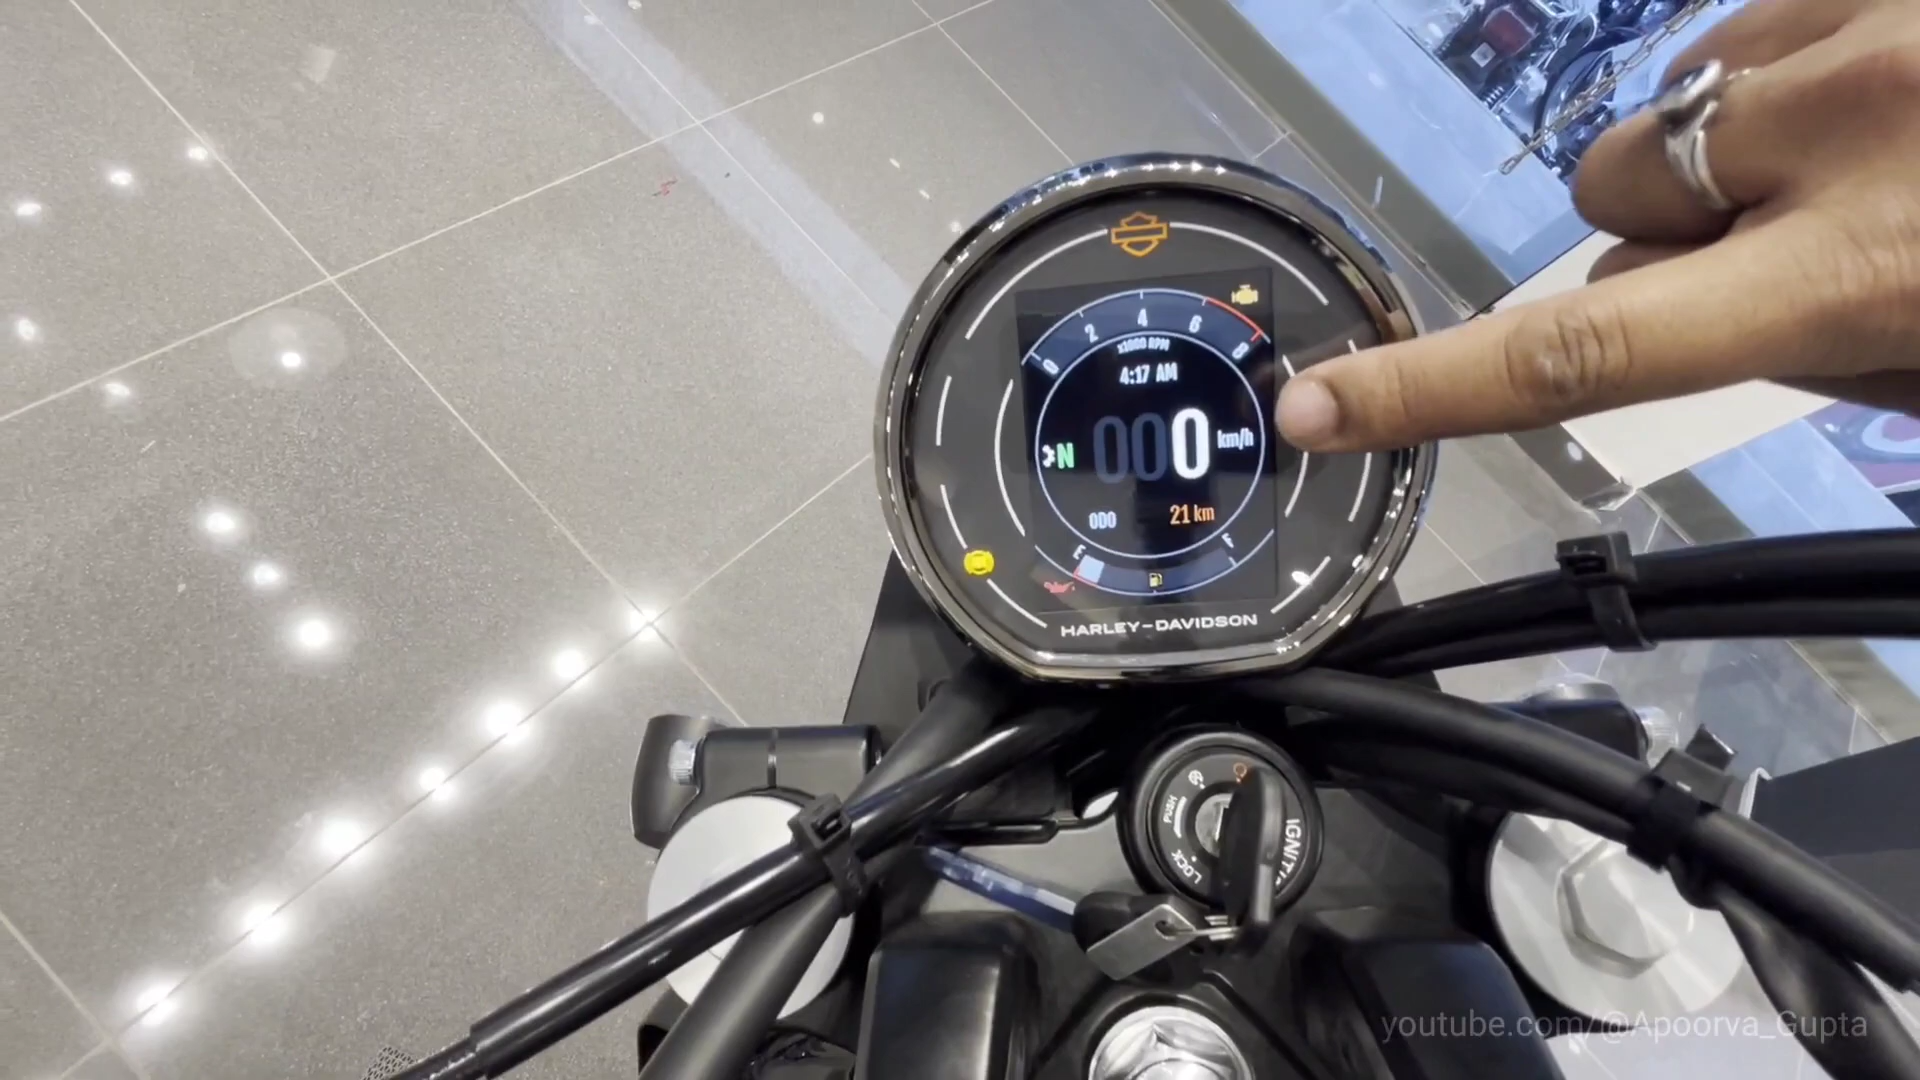 0 2 4 6 8
x1000 RPM
4:17 AM
N 000 km/h
ODO 21 km
E F
HARLEY-DAVIDSON
PUSH
LOCK
youtube.com/@Apoorva_Gupta